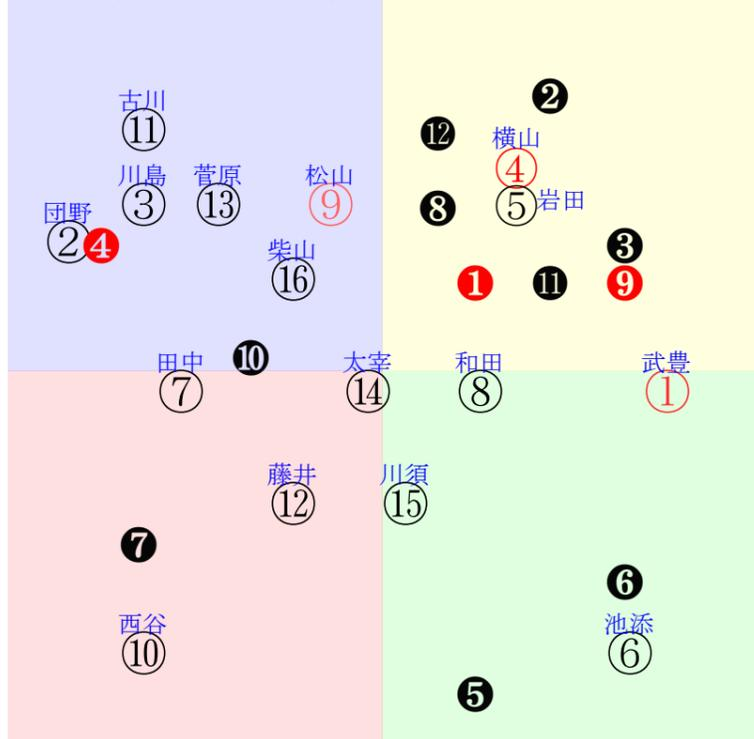 ❷
古川
⑪
⓬
横山
④
川島
③
菅原
⑬
松山
⑨
❽
⑤岩田
団野
②❹
柴山
⑯
❸
❶
⓫
❾
❿
田中
⑦
太宰
⑭
和田
⑧
武豊
①
藤井
⑫
川須
⑮
❼
❻
西谷
⑩
池添
⑥
❺